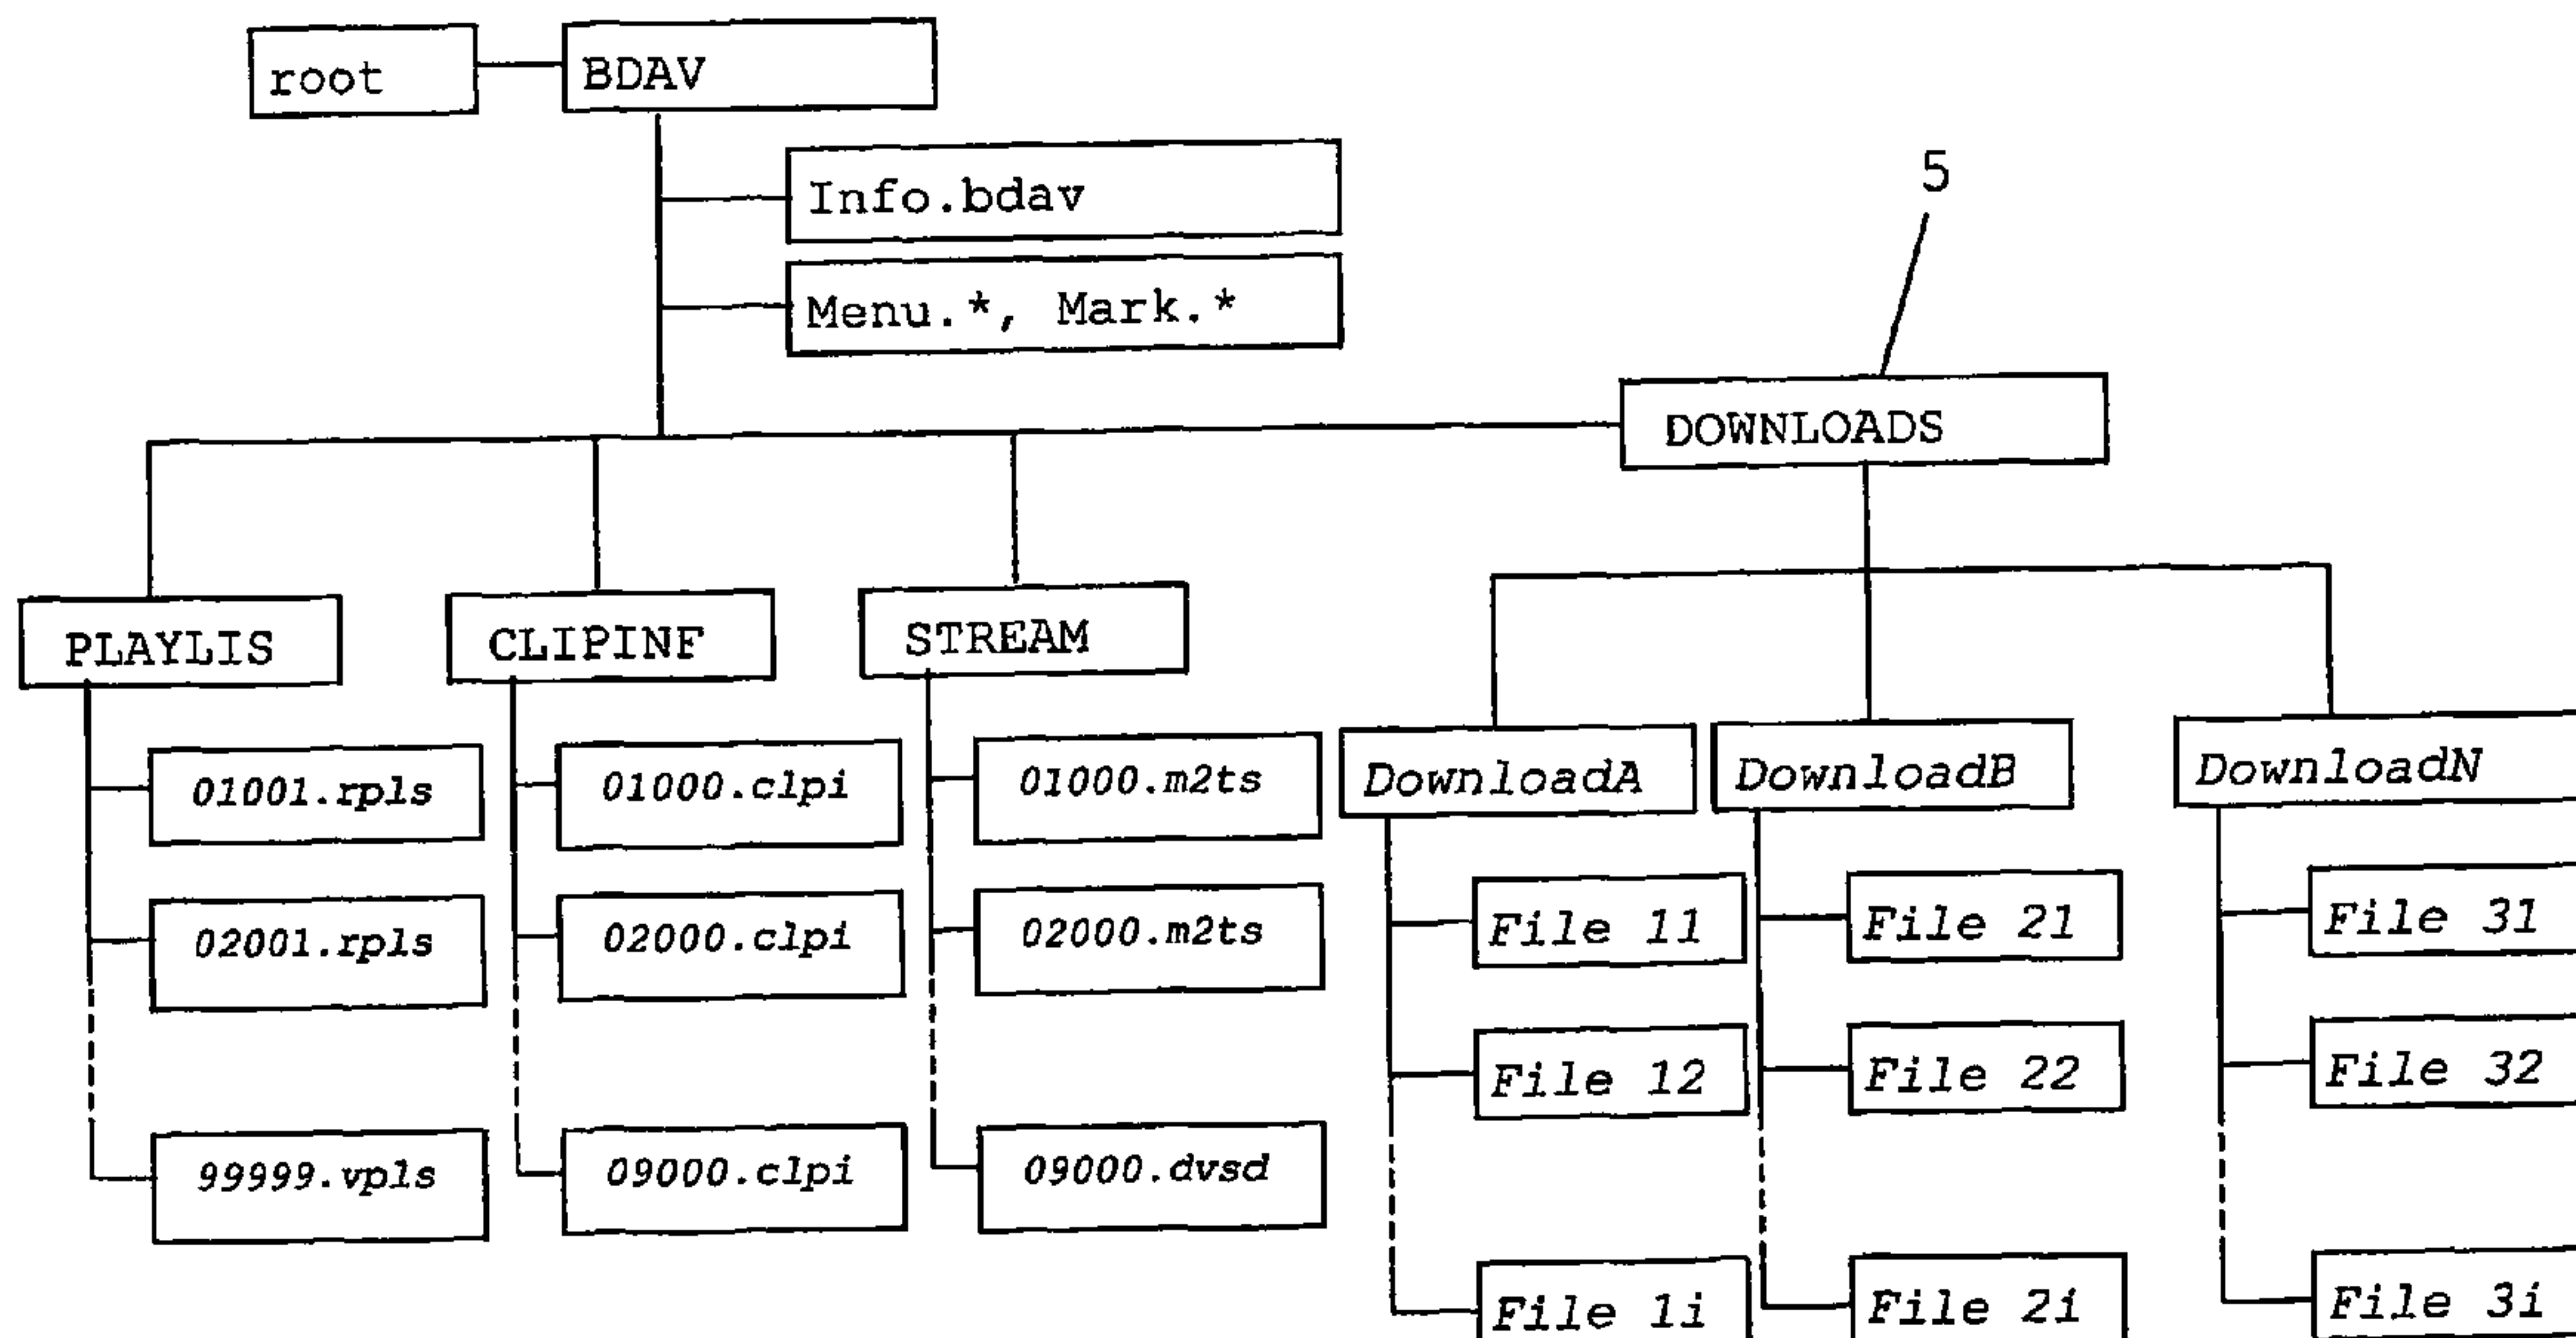 root
BDAV
Info.bdav
Menu.*, Mark.*
5
DOWNLOADS
PLAYLIS
CLIPINF
STREAM
DownloadA
DownloadB
DownloadN
01001.rpls
01000.clpi
01000.m2ts
File 11
File 21
File 31
02001.rpls
02000.clpi
02000.m2ts
File 12
File 22
File 32
99999.vpls
09000.clpi
09000.dvsd
File 1i
File 2i
File 3i